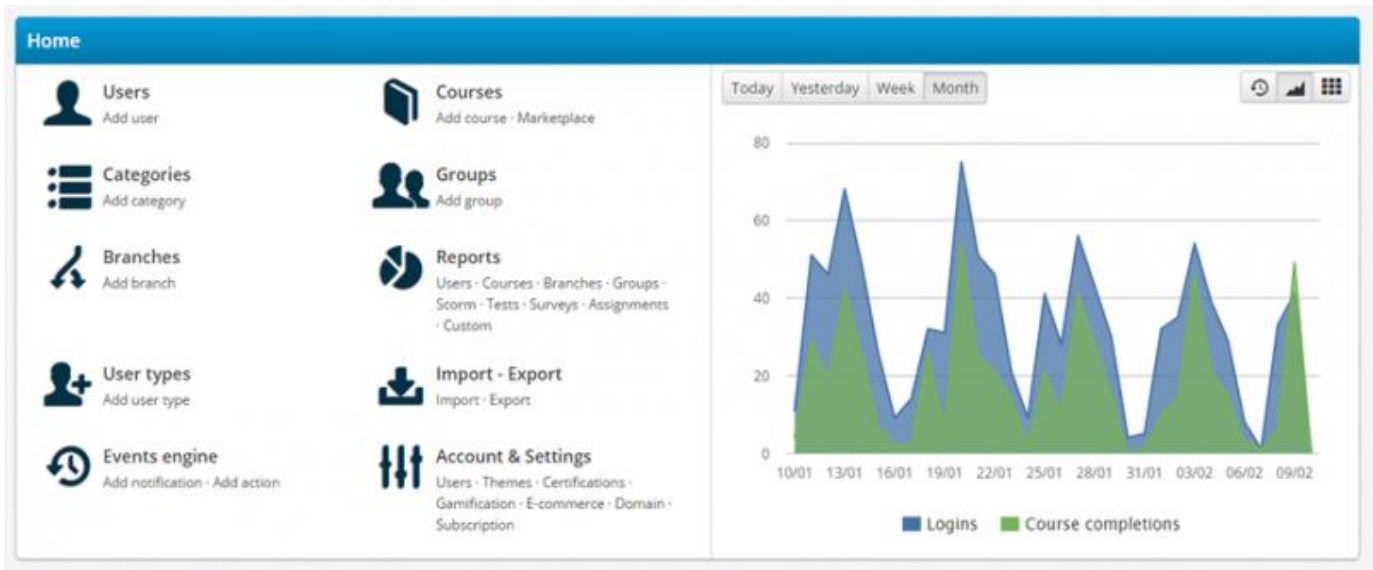 Home
Users
Add user
Courses
Add course · Marketplace
Categories
Add category
Groups
Add group
Branches
Add branch
Reports
Users · Courses · Branches · Groups ·
Scorm · Tests · Surveys · Assignments
· Custom
User types
Add user type
Import - Export
Import · Export
Events engine
Add notification · Add action
Account & Settings
Users · Themes · Certifications ·
Gamification · E-commerce · Domain ·
Subscription
Today Yesterday Week Month
80
60
40
20
0
10/01 13/01 16/01 19/01 22/01 25/01 28/01 31/01 03/02 06/02 09/02
Logins Course completions